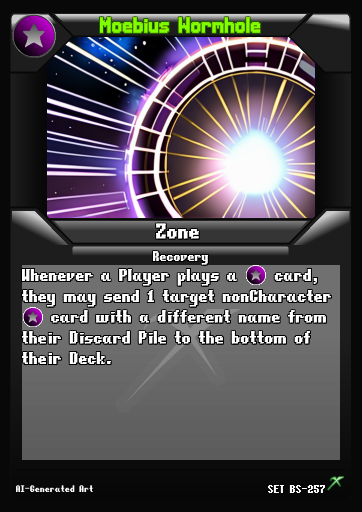 Moebius Wormhole
Zone
Recovery
Whenever a Player plays a card,
they may send 1 target nonCharacter
card with a different name from
their Discard Pile to the bottom of
their Deck.
AI-Generated Art
SET BS-257